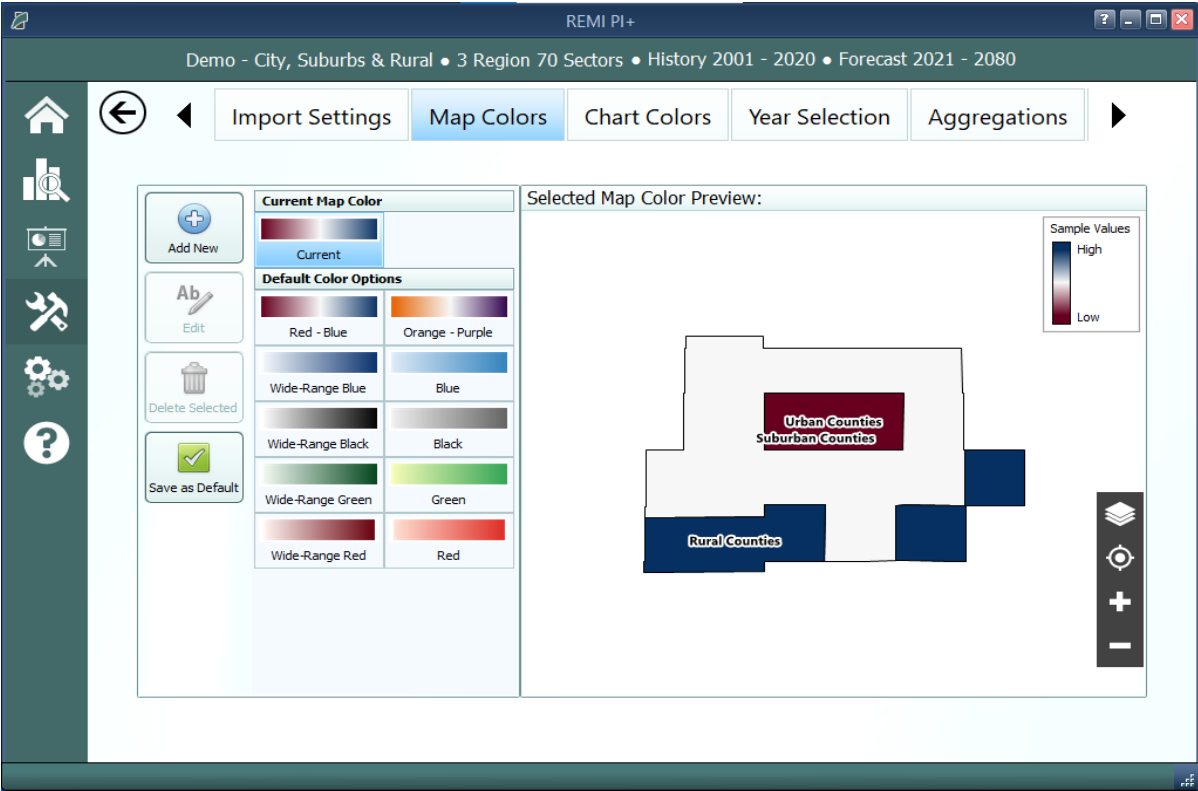 REMI PI+
Demo - City, Suburbs & Rural ● 3 Region 70 Sectors ● History 2001 - 2020 ● Forecast 2021 - 2080
Import Settings
Map Colors
Chart Colors
Year Selection
Aggregations
Add New
Ab
Edit
Delete Selected
Save as Default
Current Map Color
Current
Default Color Options
Red - Blue
Orange - Purple
Wide-Range Blue
Blue
Wide-Range Black
Black
Wide-Range Green
Green
Wide-Range Red
Red
Selected Map Color Preview:
Sample Values
High
Low
Urban Counties
Suburban Counties
Rural Counties